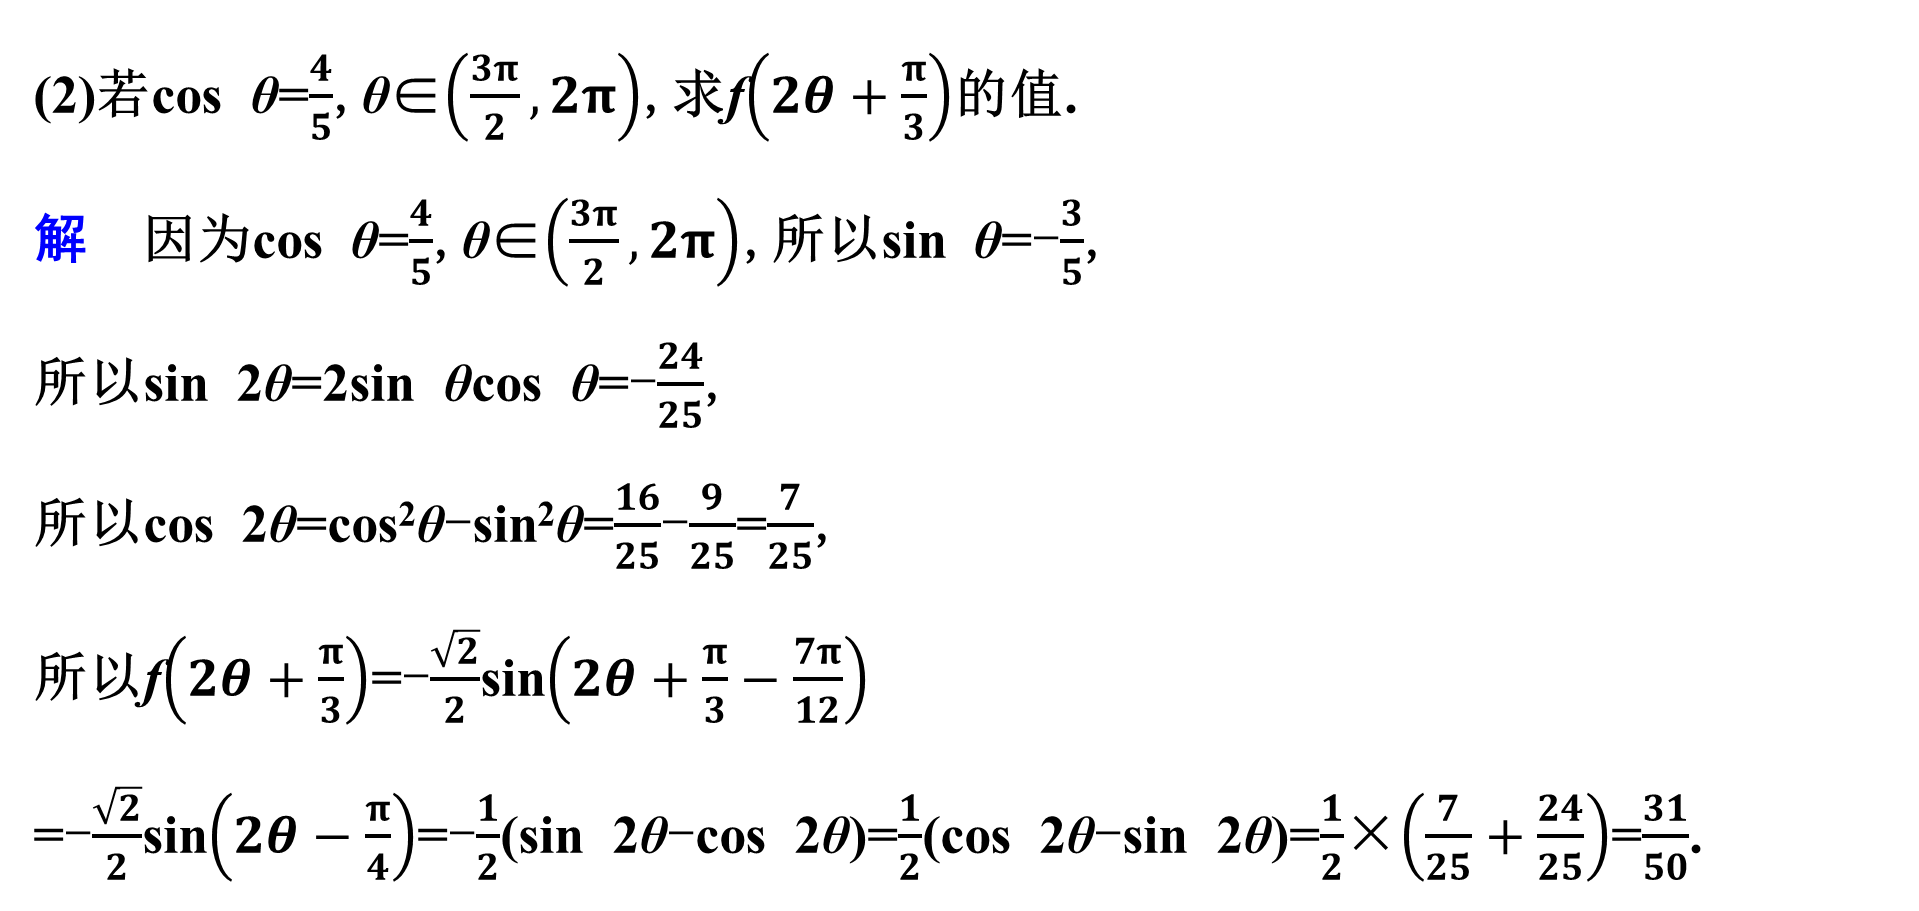 (2)若cos θ=4/5, θ∈(3π/2, 2π), 求f(2θ + π/3)的值.
解 因为cos θ=4/5, θ∈(3π/2, 2π), 所以sin θ=−3/5,
所以sin 2θ=2sin θcos θ=−24/25,
所以cos 2θ=cos²θ−sin²θ=16/25−9/25=7/25,
所以f(2θ + π/3)=−√2/2sin(2θ + π/3 − 7π/12)
=−√2/2sin(2θ − π/4)=−1/2(sin 2θ−cos 2θ)=1/2(cos 2θ−sin 2θ)=1/2×(7/25 + 24/25)=31/50.